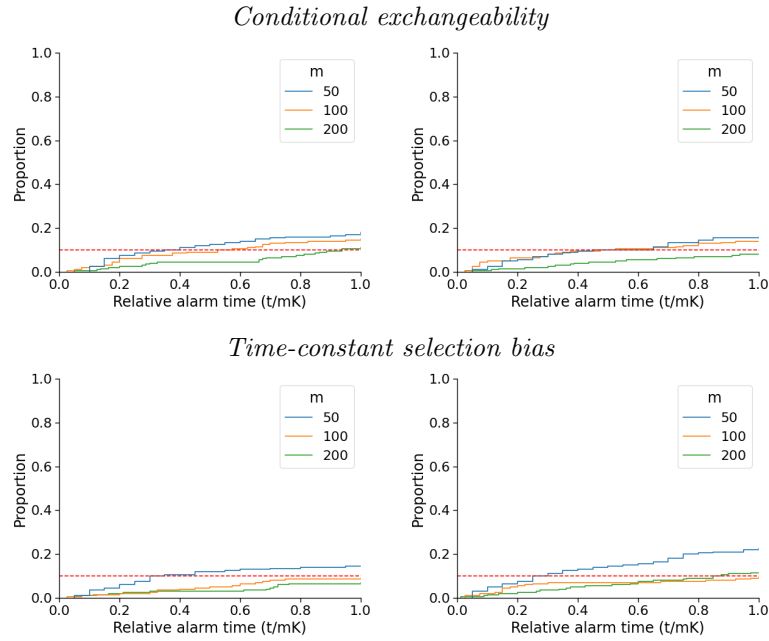 Conditional exchangeability
1.0
0.8
0.6
0.4
0.2
0.0
Proportion
m
50
100
200
0.0 0.2 0.4 0.6 0.8 1.0
Relative alarm time (t/mK)
1.0
0.8
0.6
0.4
0.2
0.0
Proportion
m
50
100
200
0.0 0.2 0.4 0.6 0.8 1.0
Relative alarm time (t/mK)
Time-constant selection bias
1.0
0.8
0.6
0.4
0.2
0.0
Proportion
m
50
100
200
0.0 0.2 0.4 0.6 0.8 1.0
Relative alarm time (t/mK)
1.0
0.8
0.6
0.4
0.2
0.0
Proportion
m
50
100
200
0.0 0.2 0.4 0.6 0.8 1.0
Relative alarm time (t/mK)